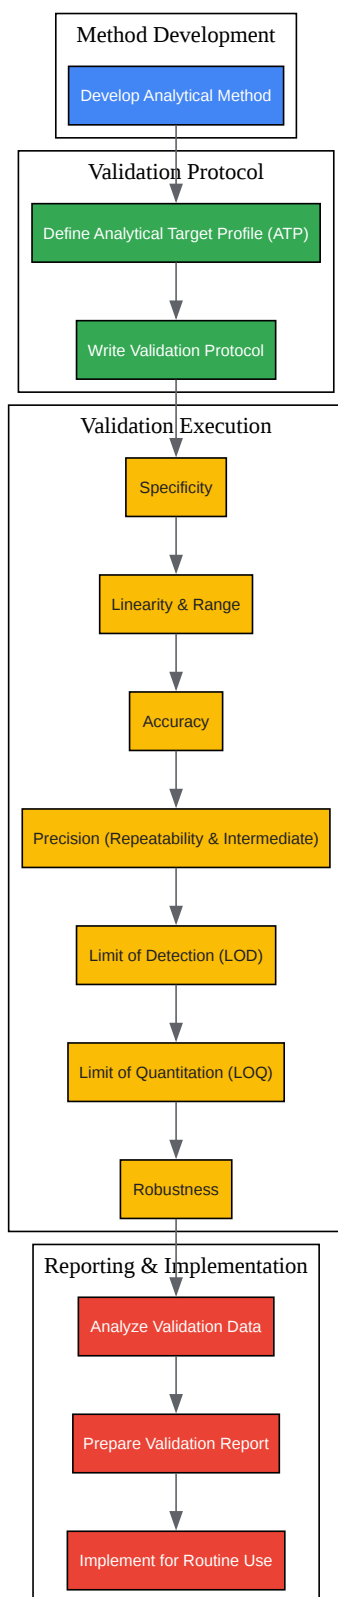 Method Development
Develop Analytical Method
Validation Protocol
Define Analytical Target Profile (ATP)
Write Validation Protocol
Validation Execution
Specificity
Linearity & Range
Accuracy
Precision (Repeatability & Intermediate)
Limit of Detection (LOD)
Limit of Quantitation (LOQ)
Robustness
Reporting & Implementation
Analyze Validation Data
Prepare Validation Report
Implement for Routine Use